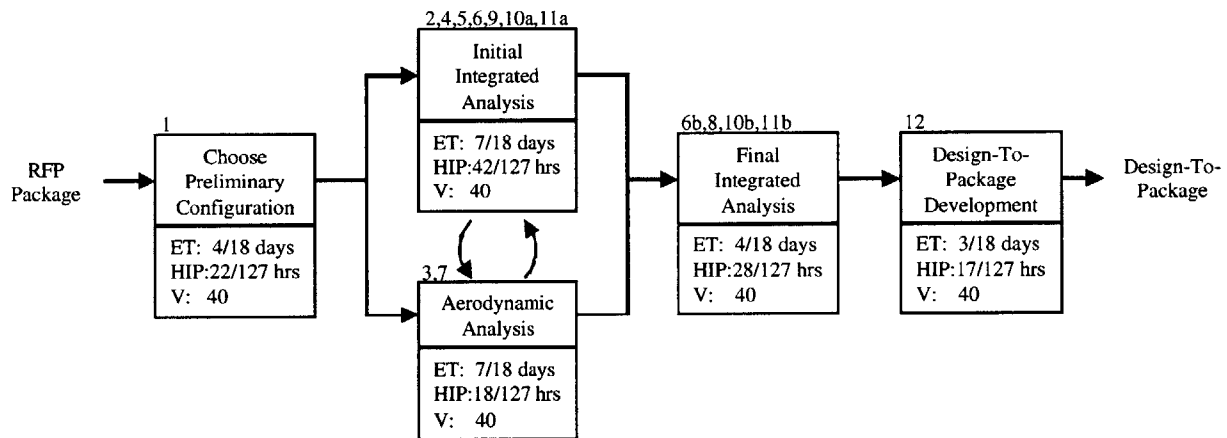 RFP
Package
1
Choose
Preliminary
Configuration
ET: 4/18 days
HIP:22/127 hrs
V: 40
2,4,5,6,9,10a,11a
Initial
Integrated
Analysis
ET: 7/18 days
HIP:42/127 hrs
V: 40
3,7
Aerodynamic
Analysis
ET: 7/18 days
HIP:18/127 hrs
V: 40
6b,8,10b,11b
Final
Integrated
Analysis
ET: 4/18 days
HIP:28/127 hrs
V: 40
12
Design-To-
Package
Development
ET: 3/18 days
HIP:17/127 hrs
V: 40
Design-To-
Package